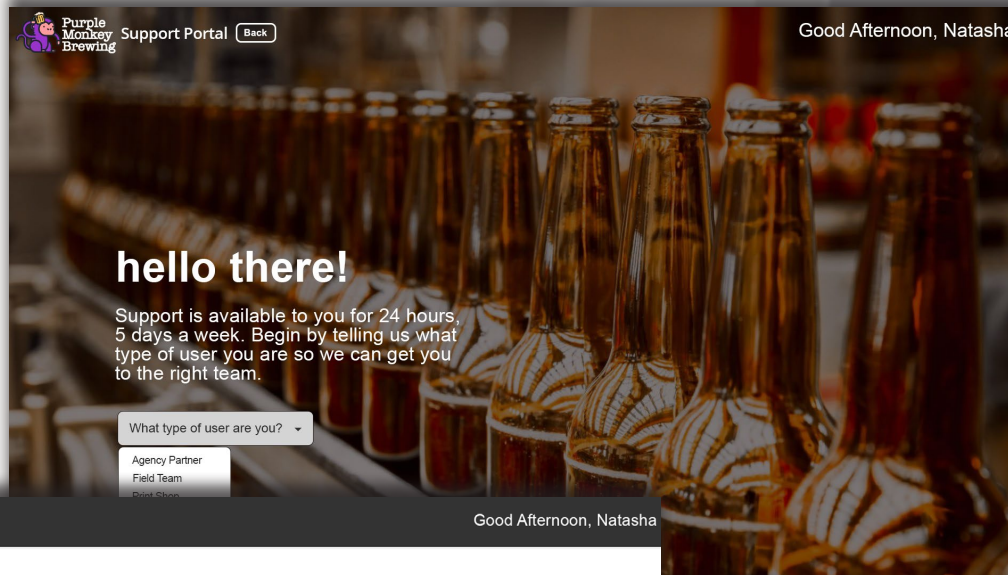 Purple
Monkey
Brewing
Support Portal
Back
Good Afternoon, Natasha
hello there!
Support is available to you for 24 hours,
5 days a week. Begin by telling us what
type of user you are so we can get you
to the right team.
What type of user are you?
Agency Partner
Field Team
Print Shop
Good Afternoon, Natasha